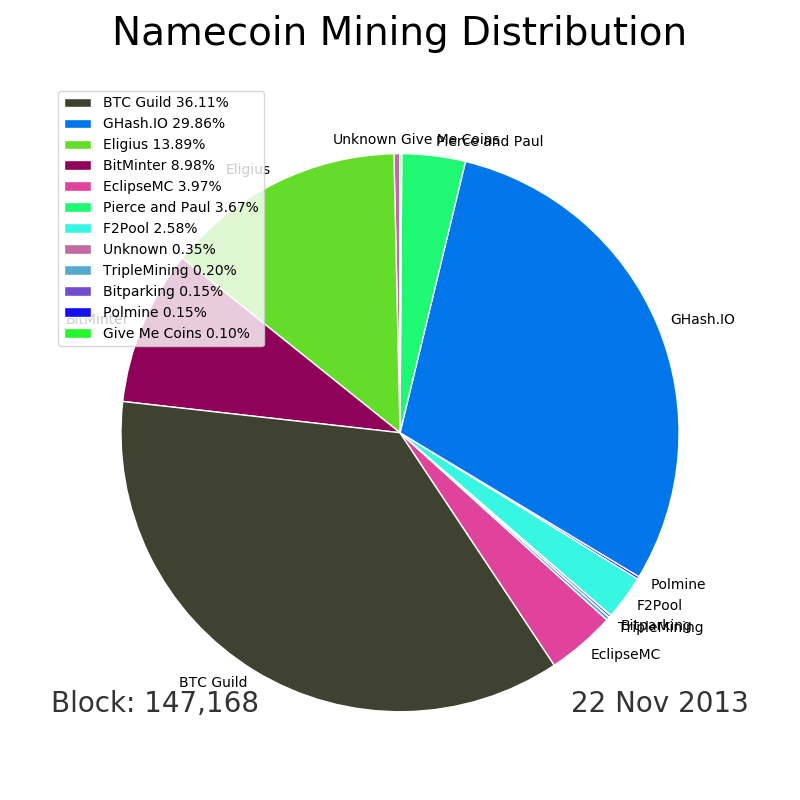 Namecoin Mining Distribution
BTC Guild 36.11%
GHash.IO 29.86%
Eligius 13.89%
BitMinter 8.98%
EclipseMC 3.97%
Pierce and Paul 3.67%
F2Pool 2.58%
Unknown 0.35%
TripleMining 0.20%
Bitparking 0.15%
Polmine 0.15%
Give Me Coins 0.10%
Unknown
Give Me Coins
Pierce and Paul
Eligius
BitMinter
GHash.IO
Polmine
F2Pool
Bitparking
TripleMining
EclipseMC
BTC Guild
Block: 147,168
22 Nov 2013